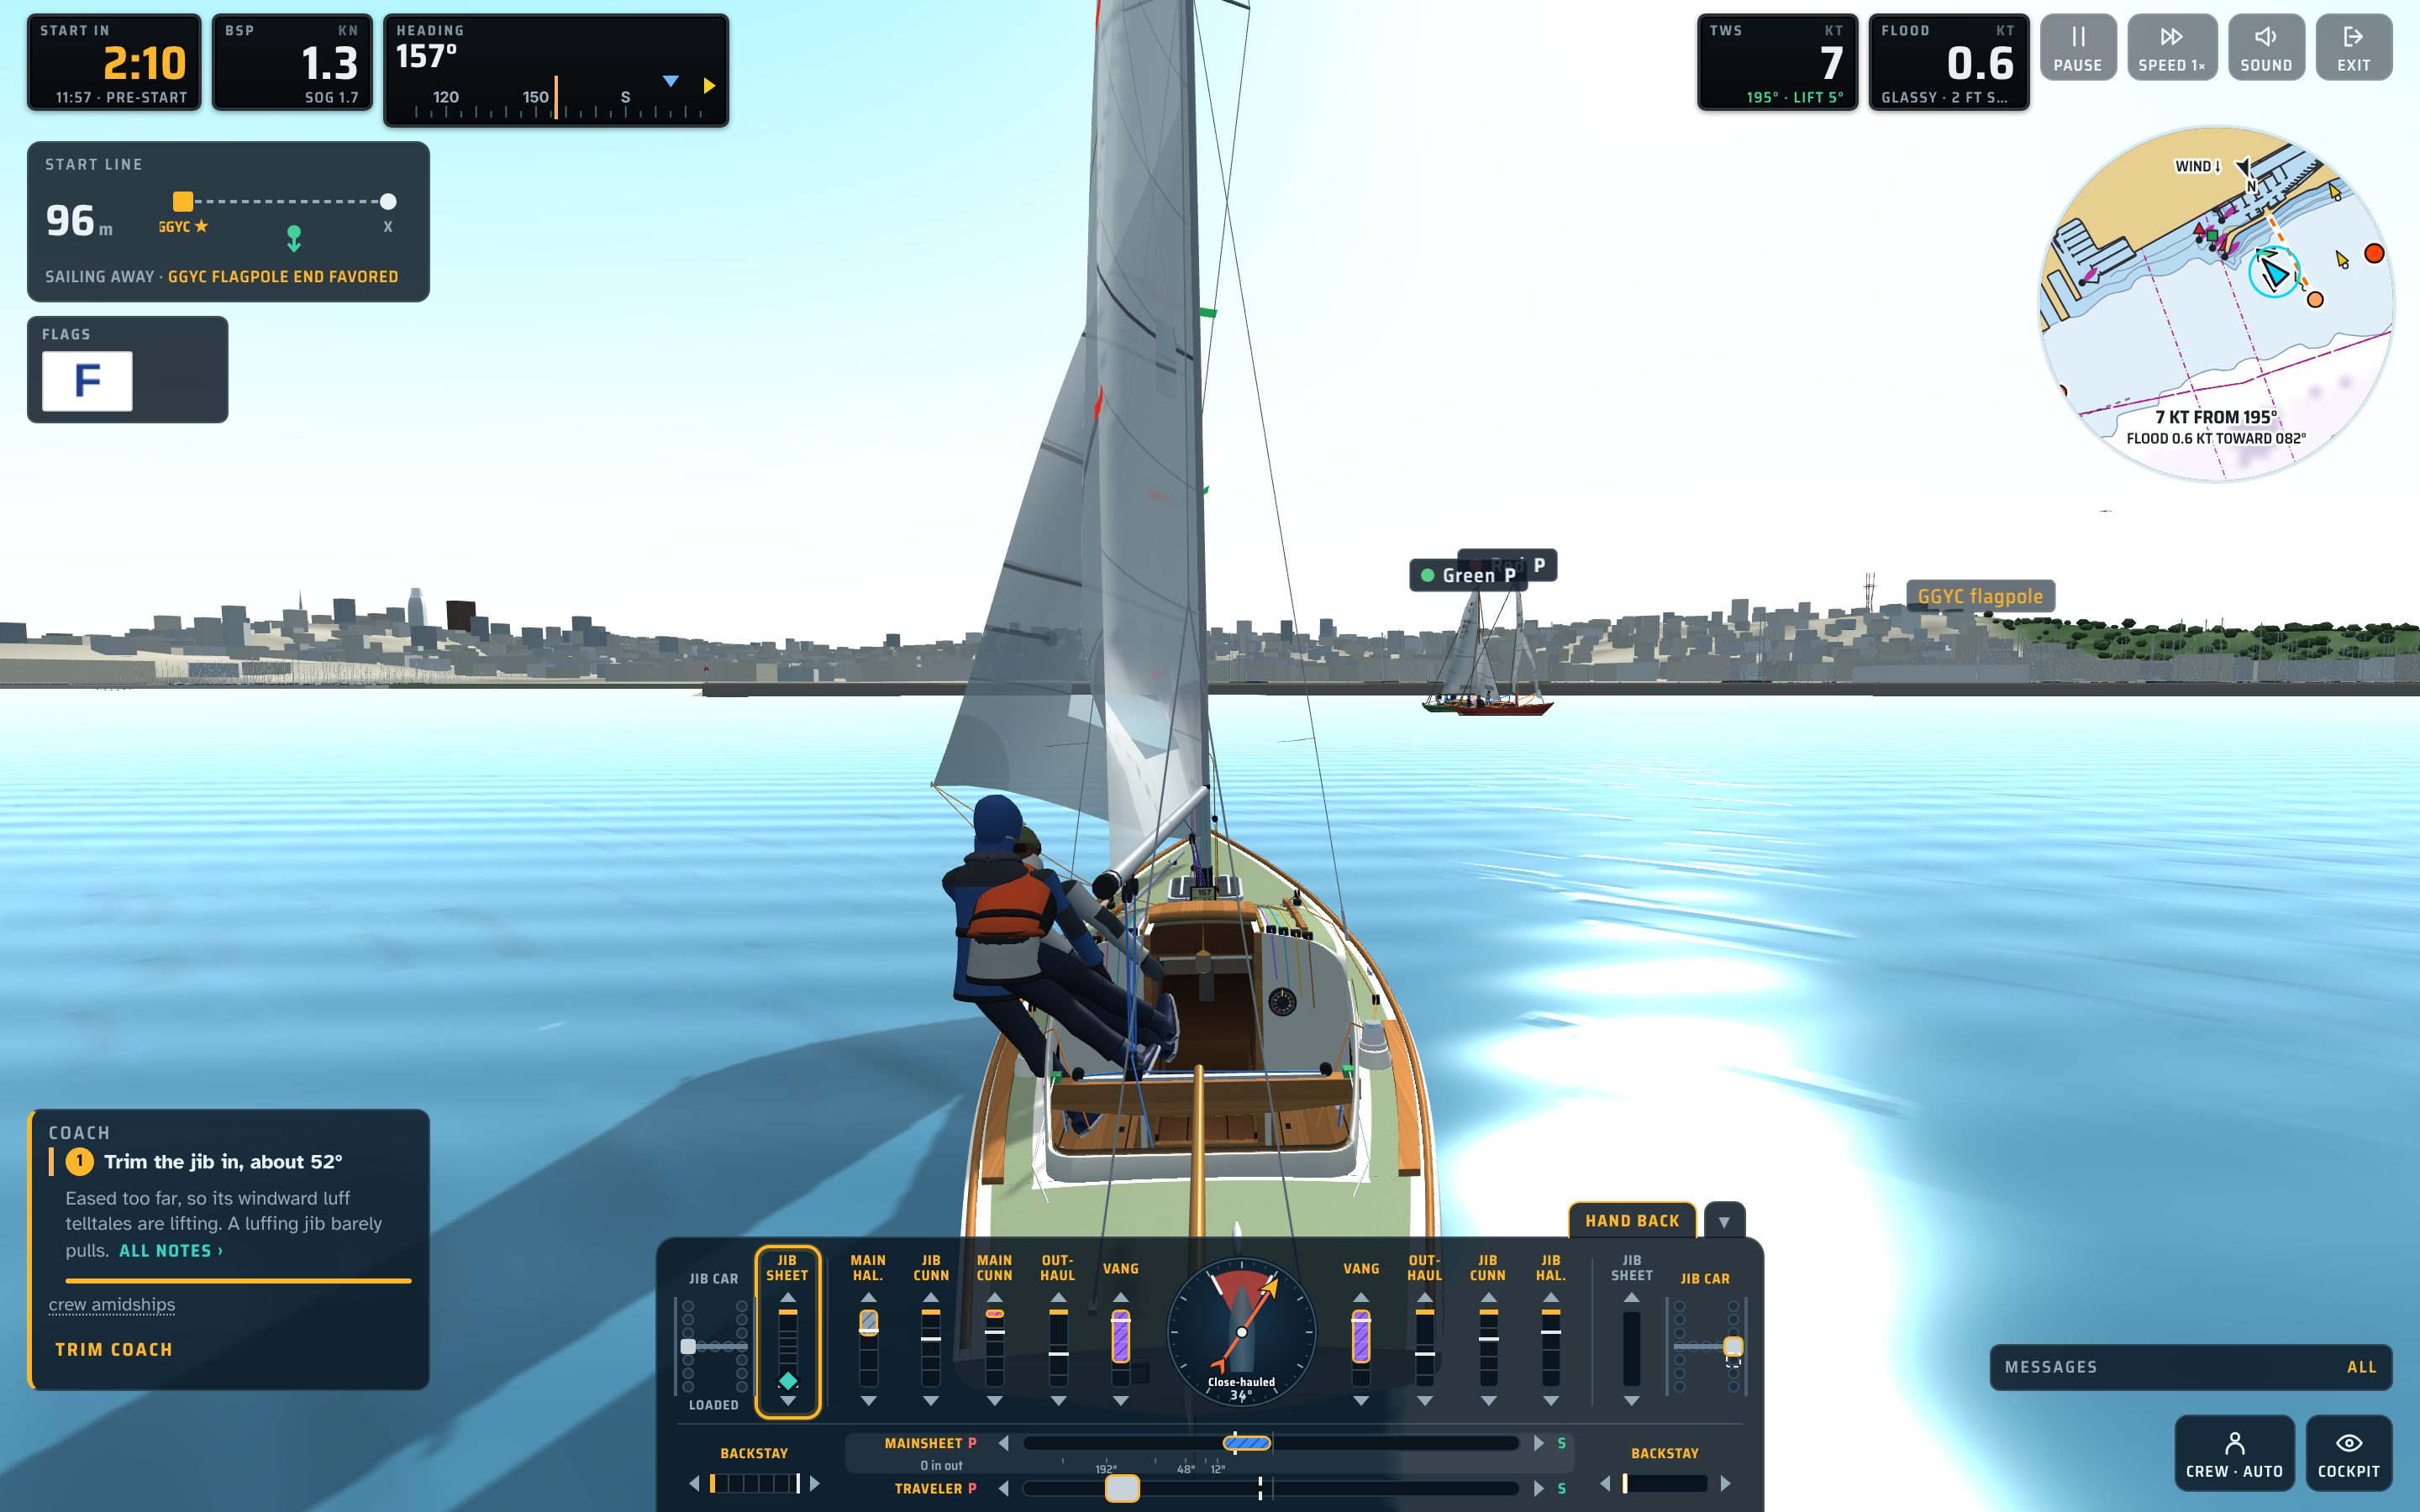 START IN
2:10
11:57 · PRE-START
BSP KN
1.3
SOG 1.7
HEADING
157°
120 150 S
TWS KT
7
195° · LIFT 5°
FLOOD KT
0.6
GLASSY · 2 FT S…
PAUSE
SPEED 1×
SOUND
EXIT
START LINE
96 m
GGYC ★
X
SAILING AWAY · GGYC FLAGPOLE END FAVORED
FLAGS
F
WIND ↓
N
7 KT FROM 195°
FLOOD 0.6 KT TOWARD 082°
Green P
P
GGYC flagpole
157
COACH
1 Trim the jib in, about 52°
Eased too far, so its windward luff
telltales are lifting. A luffing jib barely
pulls. ALL NOTES ›
crew amidships
TRIM COACH
HAND BACK
▼
JIB CAR
LOADED
JIB SHEET
MAIN HAL.
JIB CUNN
MAIN CUNN
OUT-HAUL
VANG
Close-hauled
34°
VANG
OUT-HAUL
JIB CUNN
JIB HAL.
JIB SHEET
JIB CAR
BACKSTAY
MAINSHEET P
S
0 in out
192" 48" 12"
TRAVELER P
S
BACKSTAY
MESSAGES ALL
CREW · AUTO
COCKPIT